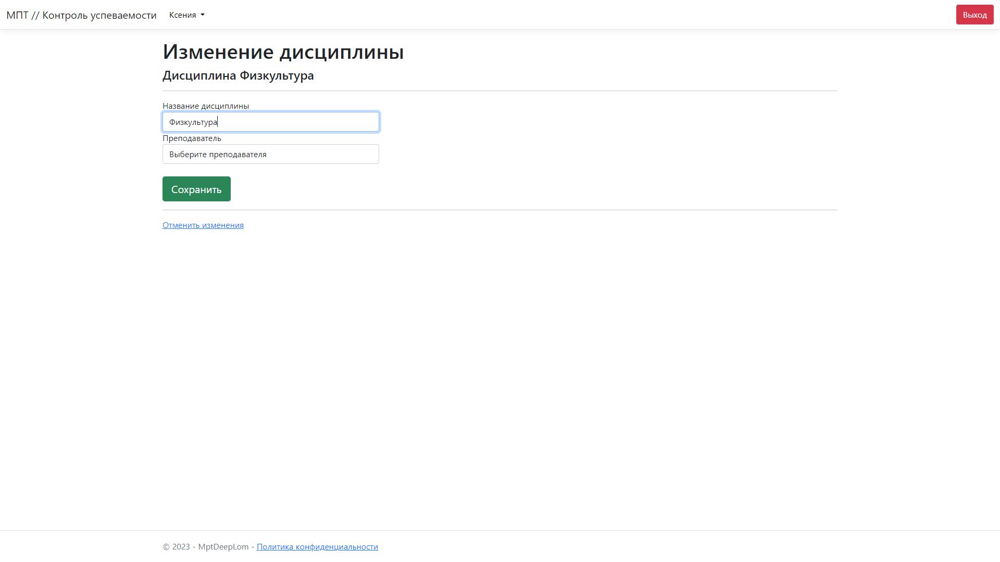 МПТ // Контроль успеваемости Ксения Выход
Изменение дисциплины
Дисциплина Физкультура
Название дисциплины
Физкультура
Преподаватель
Выберите преподавателя
Сохранить
Отменить изменения
© 2023 - MptDeepLom - Политика конфиденциальности